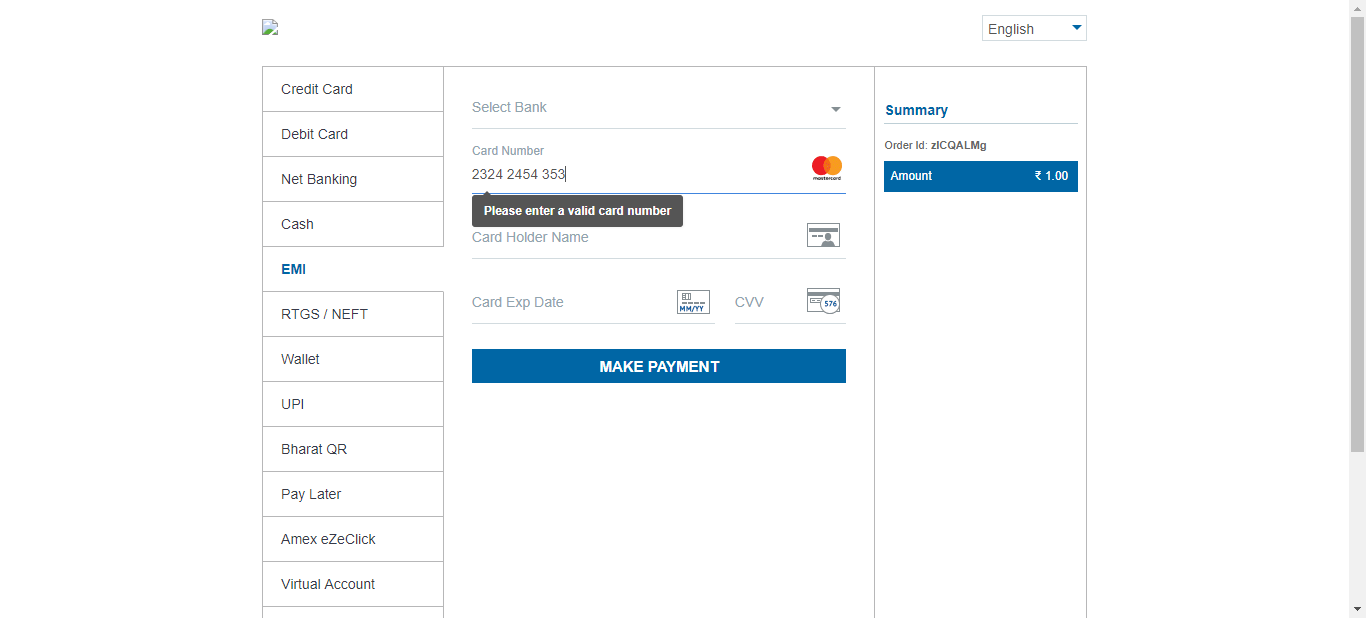 English
Credit Card
Debit Card
Net Banking
Cash
EMI
RTGS / NEFT
Wallet
UPI
Bharat QR
Pay Later
Amex eZeClick
Virtual Account
Select Bank
Card Number
2324 2454 353
mastercard
Please enter a valid card number
Card Holder Name
Card Exp Date
MM/YY
CVV
576
MAKE PAYMENT
Summary
Order Id: zICQALMg
Amount ₹ 1.00